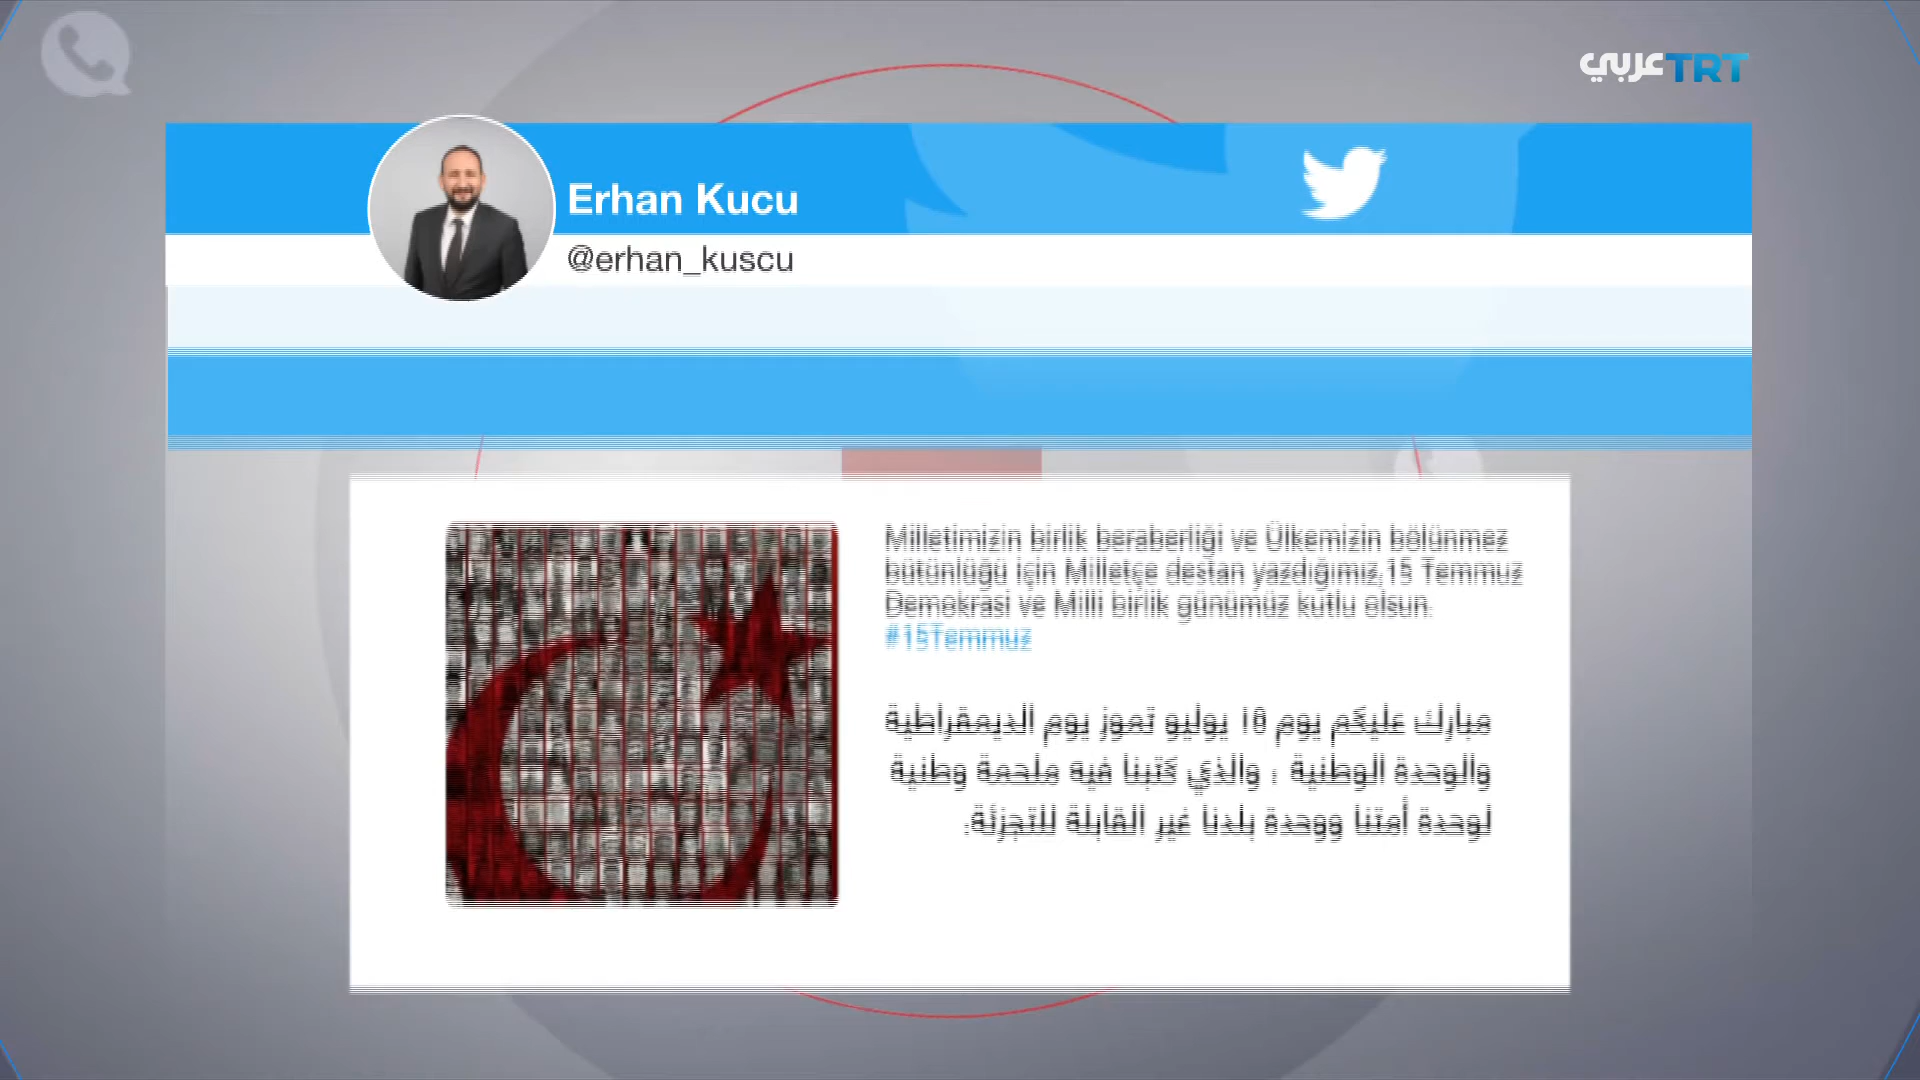 TRT عربي
Erhan Kucu
@erhan_kuscu
Milletimizin birlik beraberliği ve Ülkemizin bölünmez
bütünlüğü için Milletçe destan yazdığımız,15 Temmuz
Demokrasi ve Milli birlik günümüz kutlu olsun.
#15Temmuz
مبارك عليكم يوم 15 يوليو تموز يوم الديمقراطية
والوحدة الوطنية ، والذي كتبنا فيه ملحمة وطنية
لوحدة أمتنا ووحدة بلدنا غير القابلة للتجزئة.